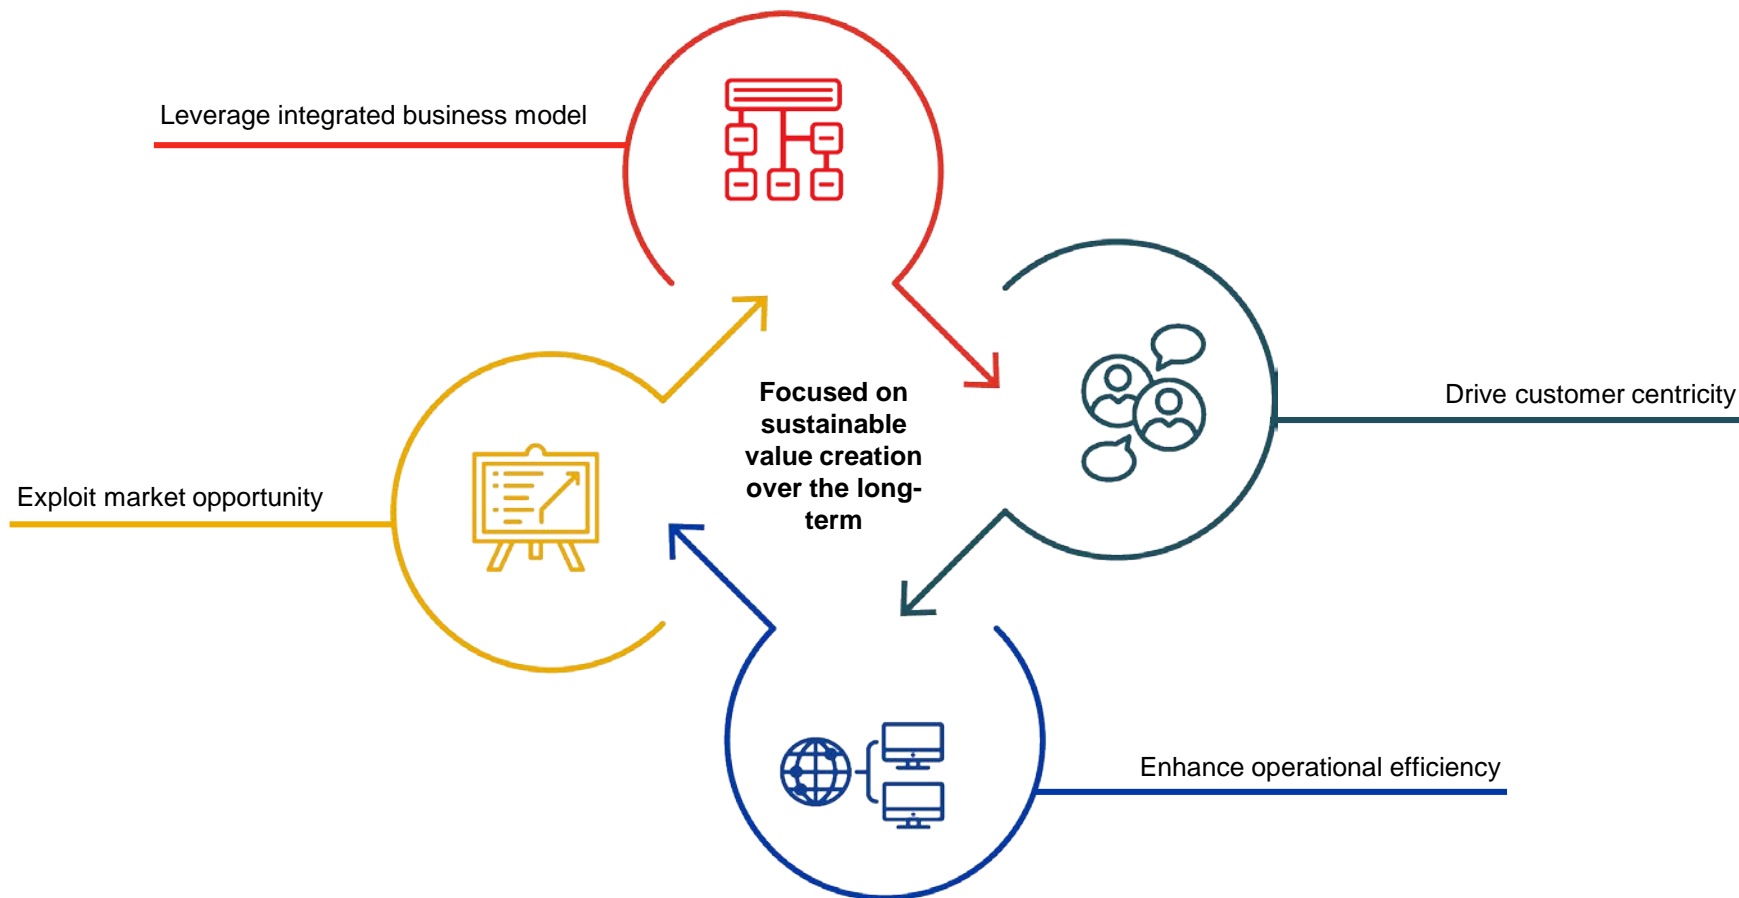 Leverage integrated business model
Drive customer centricity
Focused on
sustainable
value creation
over the long-
term
Exploit market opportunity
Enhance operational efficiency